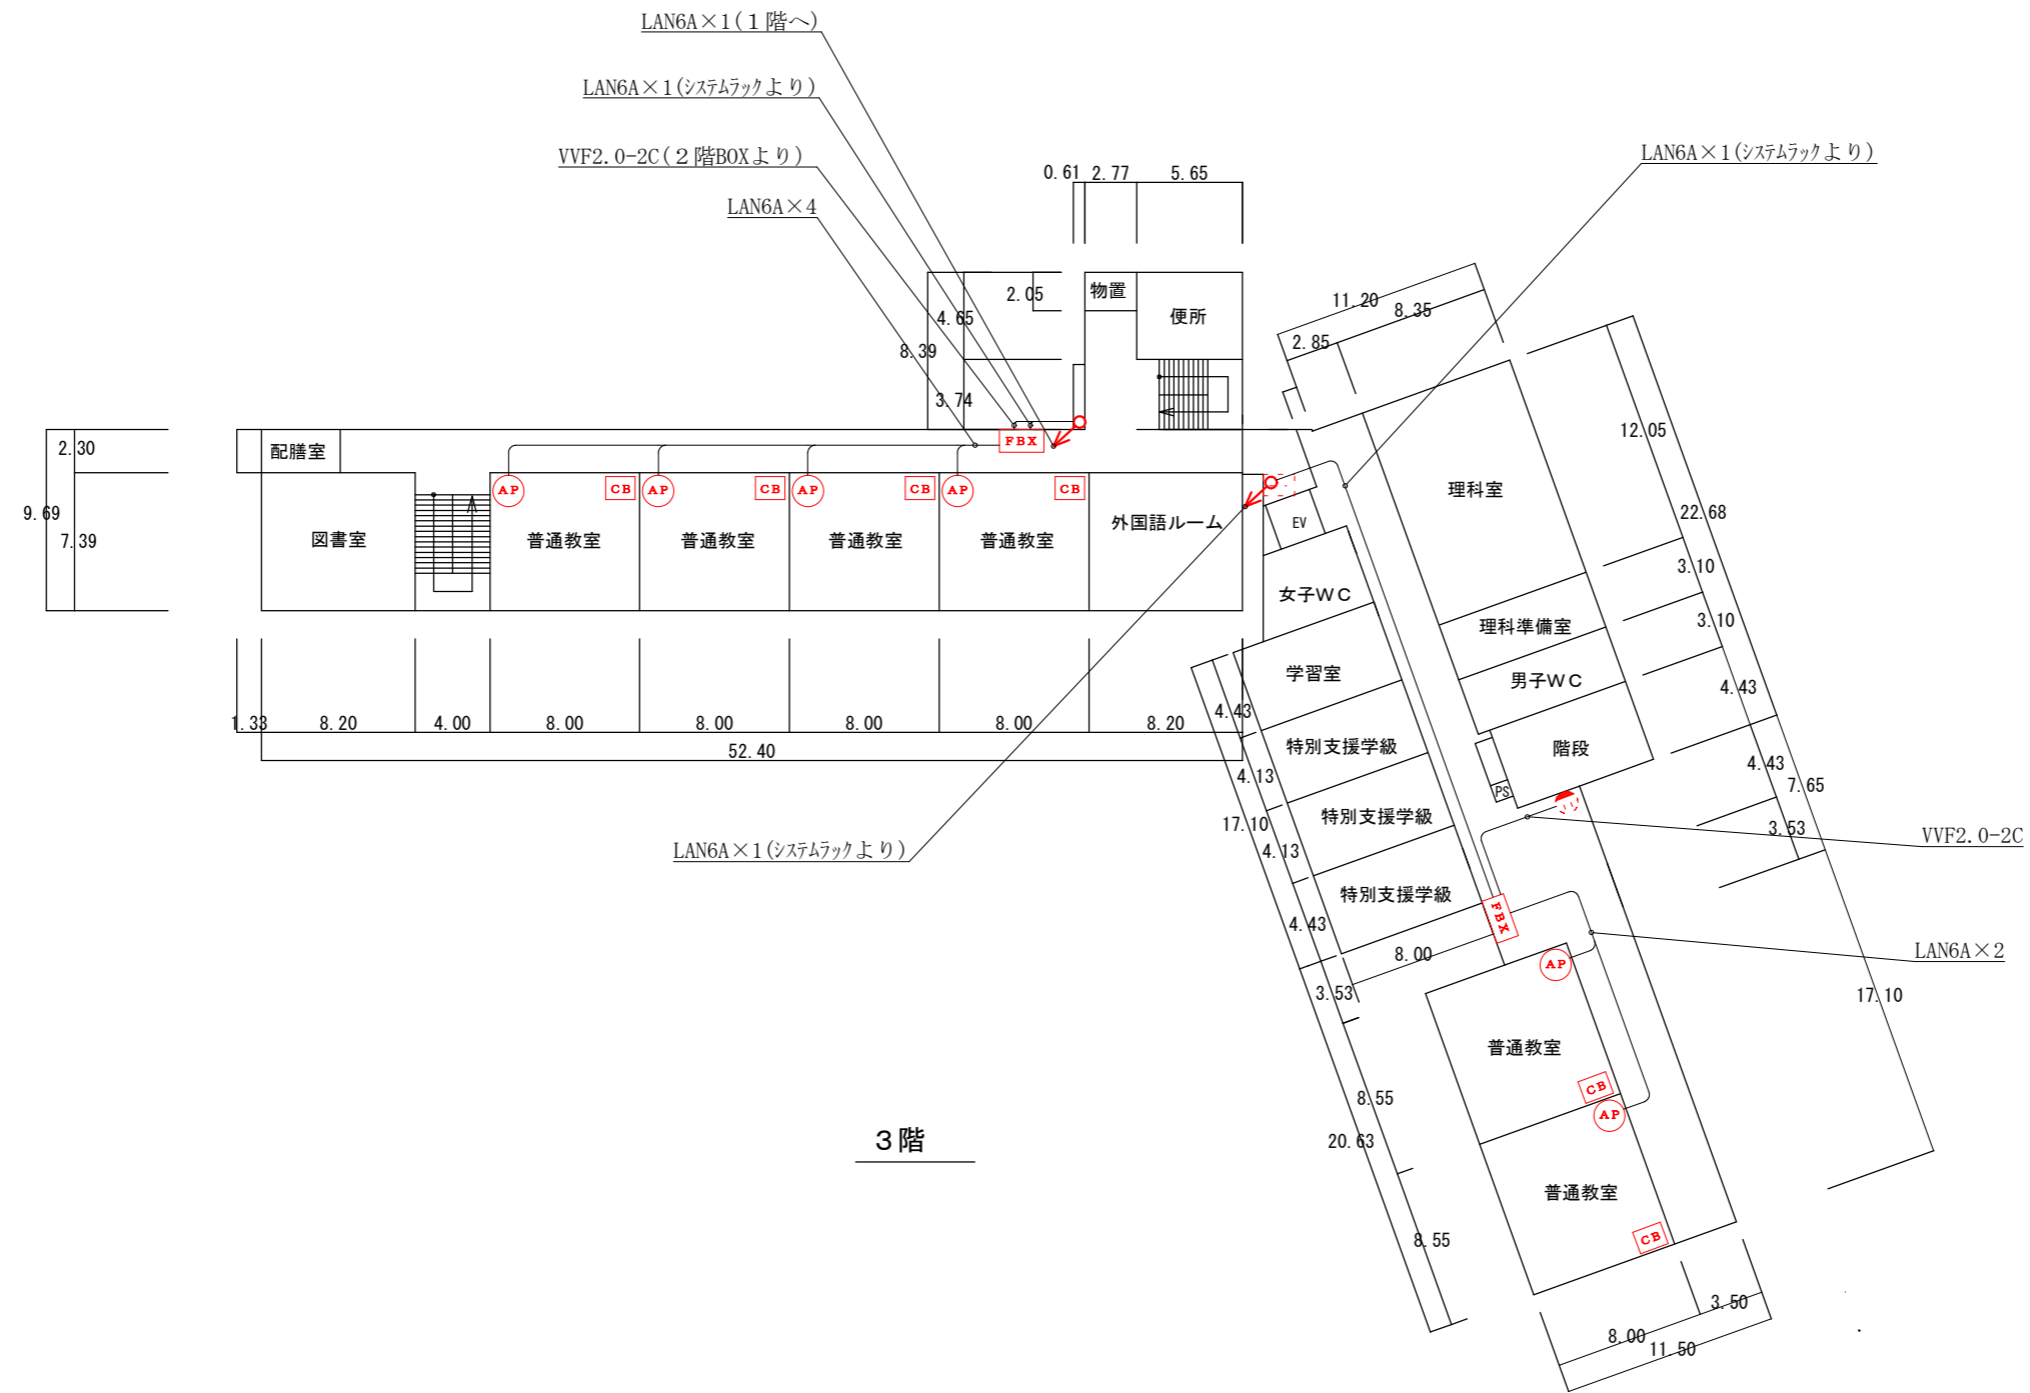 LAN6A×1(１階へ)
LAN6A×1(ｼｽﾃﾑﾗｯｸより)
VVF2.0-2C(２階BOXより)
LAN6A×4
LAN6A×1(ｼｽﾃﾑﾗｯｸより)
0.61
2.77
5.65
2.05
4.65
8.39
3.74
物置
便所
11.20
8.35
2.85
2.30
9.69
7.39
配膳室
FBX
AP
CB
AP
CB
AP
CB
AP
CB
図書室
普通教室
普通教室
普通教室
普通教室
外国語ルーム
EV
理科室
12.05
22.68
3.10
3.10
4.43
4.43
7.65
3.53
17.10
女子ＷＣ
理科準備室
学習室
男子ＷＣ
特別支援学級
階段
PS
特別支援学級
特別支援学級
1.33
8.20
4.00
8.00
8.00
8.00
8.00
8.20
52.40
4.43
4.13
17.10
4.13
4.43
3.53
8.00
LAN6A×1(ｼｽﾃﾑﾗｯｸより)
VVF2.0-2C
FBX
LAN6A×2
AP
普通教室
CB
AP
普通教室
CB
8.55
20.63
8.55
3.50
8.00
11.50
３階